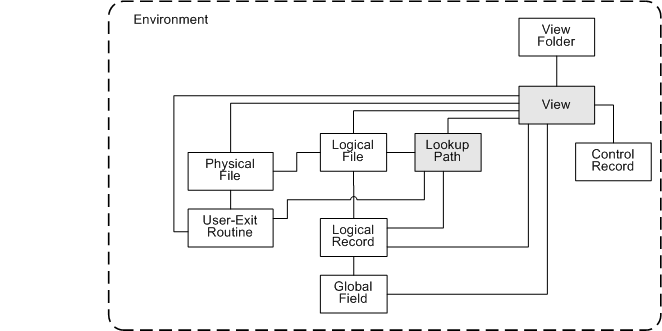 Environment
View
Folder
View
Logical
File
Lookup
Path
Control
Record
Physical
File
User-Exit
Routine
Logical
Record
Global
Field